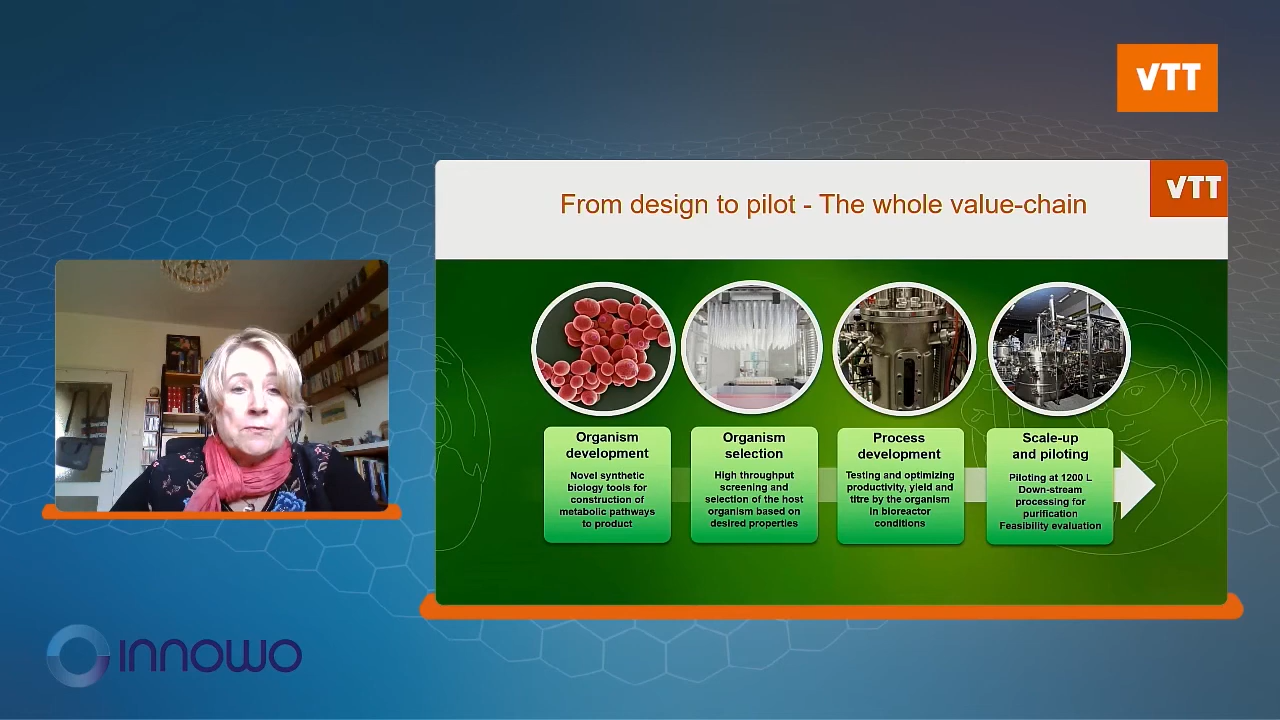 VTT
From design to pilot - The whole value-chain
VTT
Organism
development
Novel synthetic
biology tools for
construction of
metabolic pathways
to product
Organism
selection
High throughput
screening and
selection of the host
organism based on
desired properties
Process
development
Testing and optimizing
productivity, yield and
titre by the organism
in bioreactor
conditions
Scale-up
and piloting
Piloting at 1200 L
Down-stream
processing for
purification
Feasibility evaluation
INNOWO